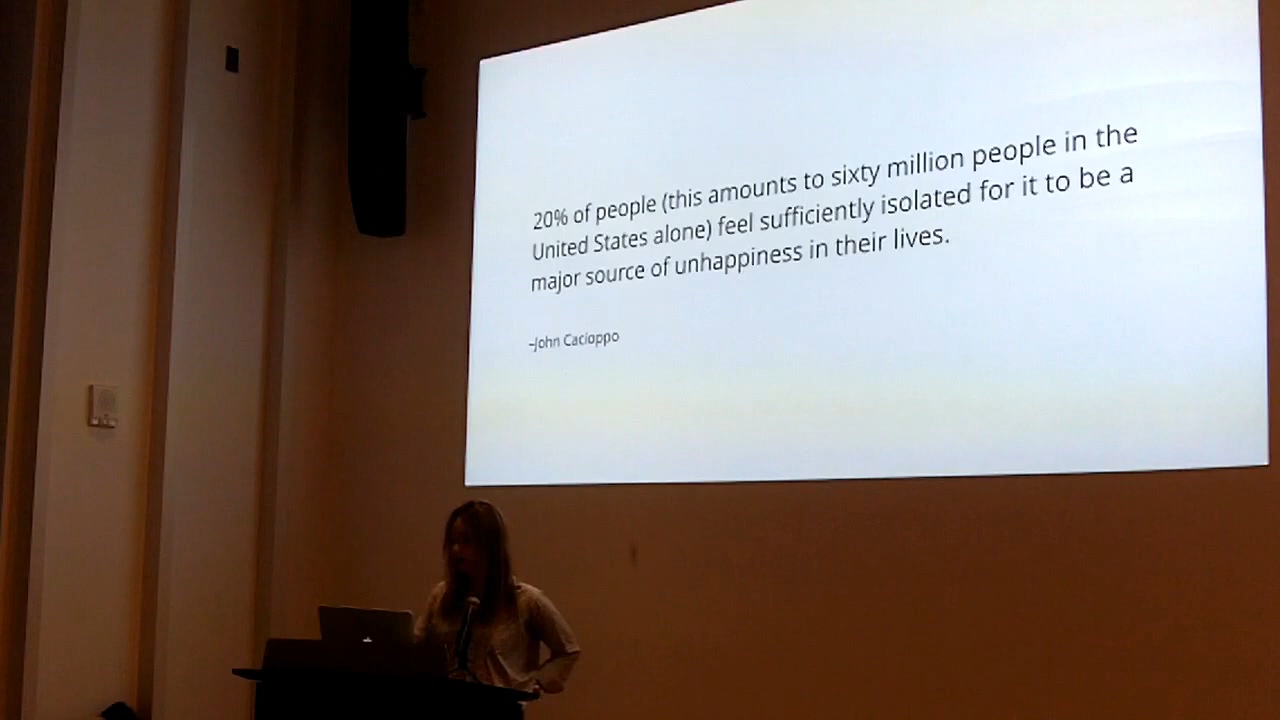 20% of people (this amounts to sixty million people in the
United States alone) feel sufficiently isolated for it to be a
major source of unhappiness in their lives.
–John Cacioppo